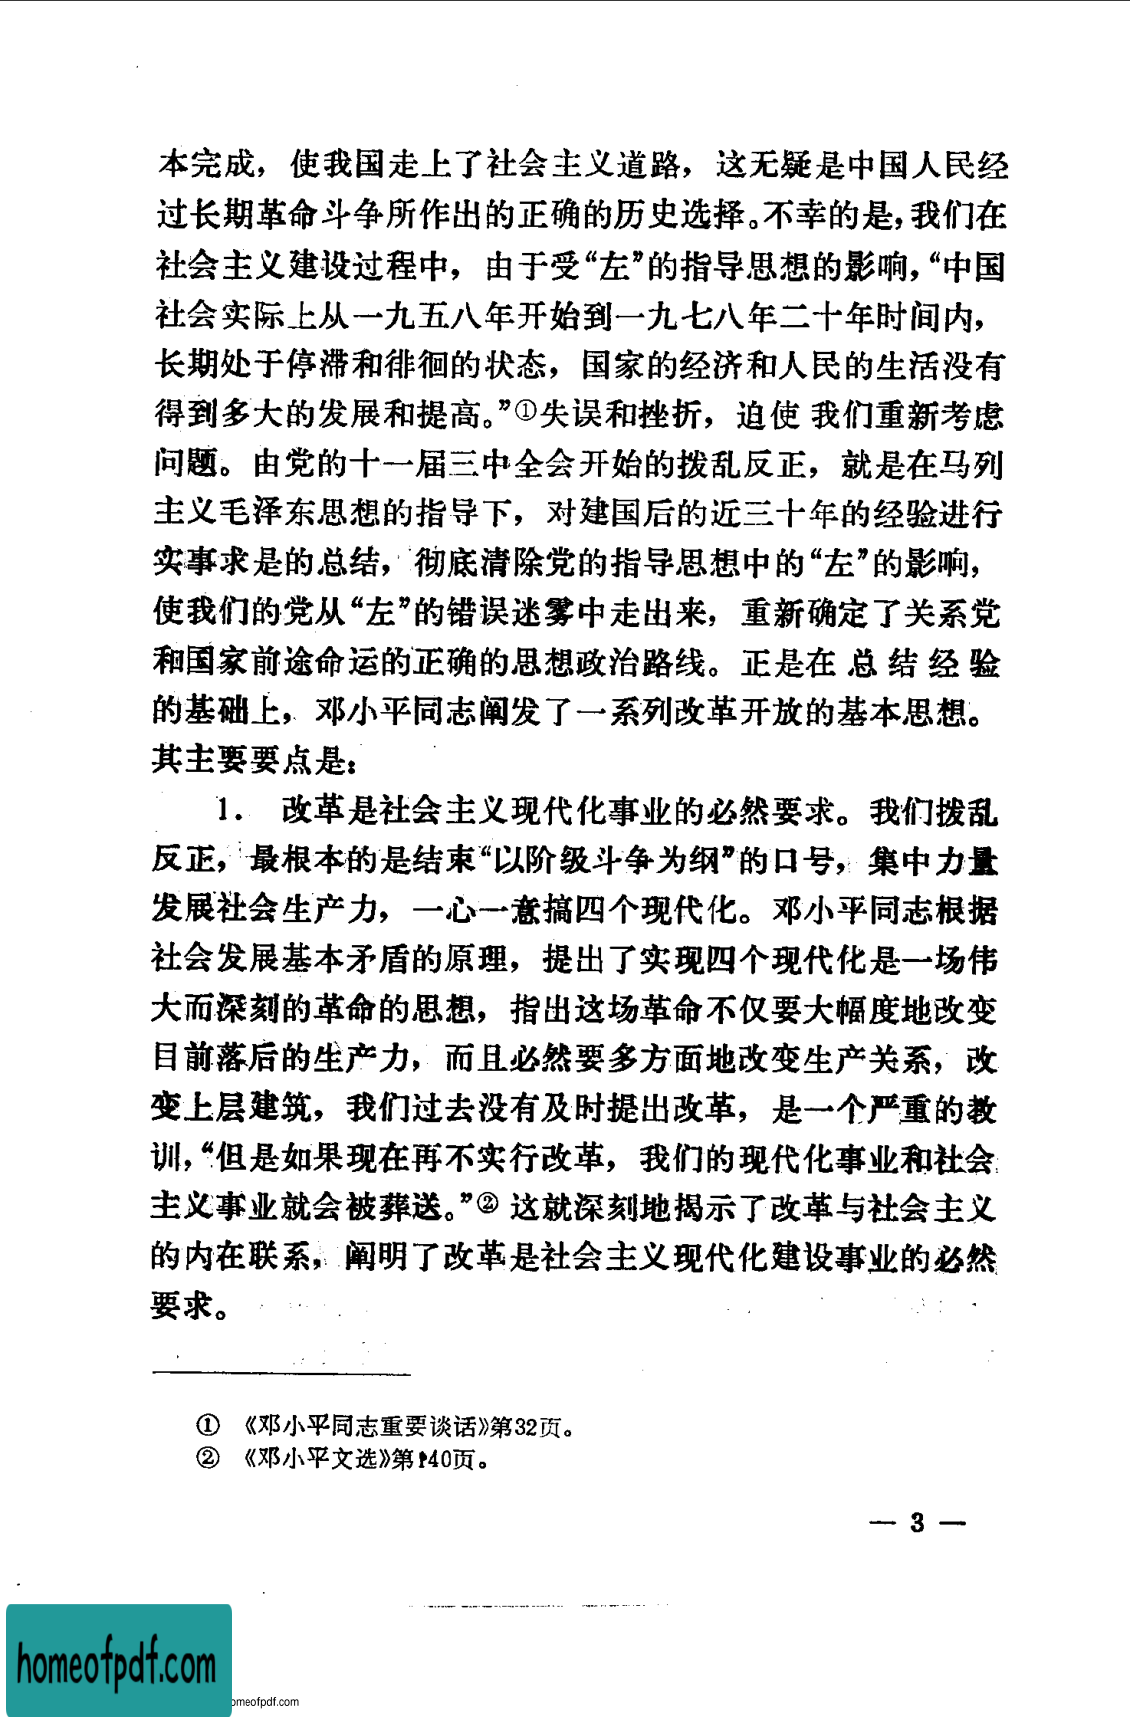 本完成，使我国走上了社会主义道路，这无疑是中国人民经
过长期革命斗争所作出的正确的历史选择。不幸的是，我们在
社会主义建设过程中，由于受“左”的指导思想的影响，“中国
社会实际上从一九五八年开始到一九七八年二十年时间内，
长期处于停滞和徘徊的状态，国家的经济和人民的生活没有
得到多大的发展和提高。”①失误和挫折，迫使我们重新考虑
问题。由党的十一届三中全会开始的拨乱反正，就是在马列
主义毛泽东思想的指导下，对建国后的近三十年的经验进行
实事求是的总结，彻底清除党的指导思想中的“左”的影响，
使我们的党从“左”的错误迷雾中走出来，重新确定了关系党
和国家前途命运的正确的思想政治路线。正是在总结经验
的基础上，邓小平同志阐发了一系列改革开放的基本思想。
其主要要点是：
1. 改革是社会主义现代化事业的必然要求。我们拨乱
反正，最根本的是结束“以阶级斗争为纲”的口号，集中力量
发展社会生产力，一心一意搞四个现代化。邓小平同志根据
社会发展基本矛盾的原理，提出了实现四个现代化是一场伟
大而深刻的革命的思想，指出这场革命不仅要大幅度地改变
目前落后的生产力，而且必然要多方面地改变生产关系，改
变上层建筑，我们过去没有及时提出改革，是一个严重的教
训，“但是如果现在再不实行改革，我们的现代化事业和社会
主义事业就会被葬送。”② 这就深刻地揭示了改革与社会主义
的内在联系，阐明了改革是社会主义现代化建设事业的必然
要求。
① 《邓小平同志重要谈话》第32页。
② 《邓小平文选》第140页。
— 3 —
homeofpdf.com
omeofpdf.com